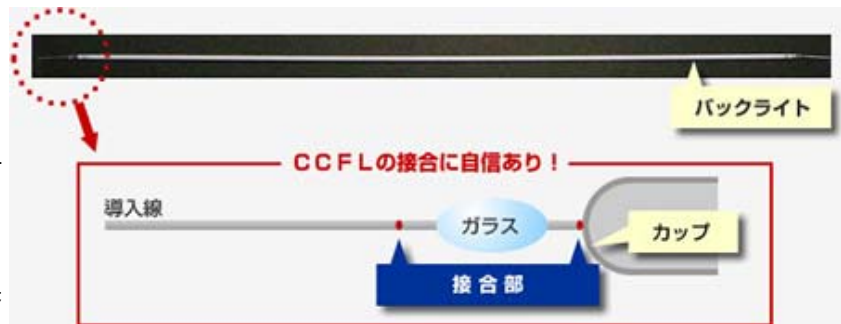 バックライト
CCFLの接合に自信あり！
導入線
ガラス
カップ
接合部